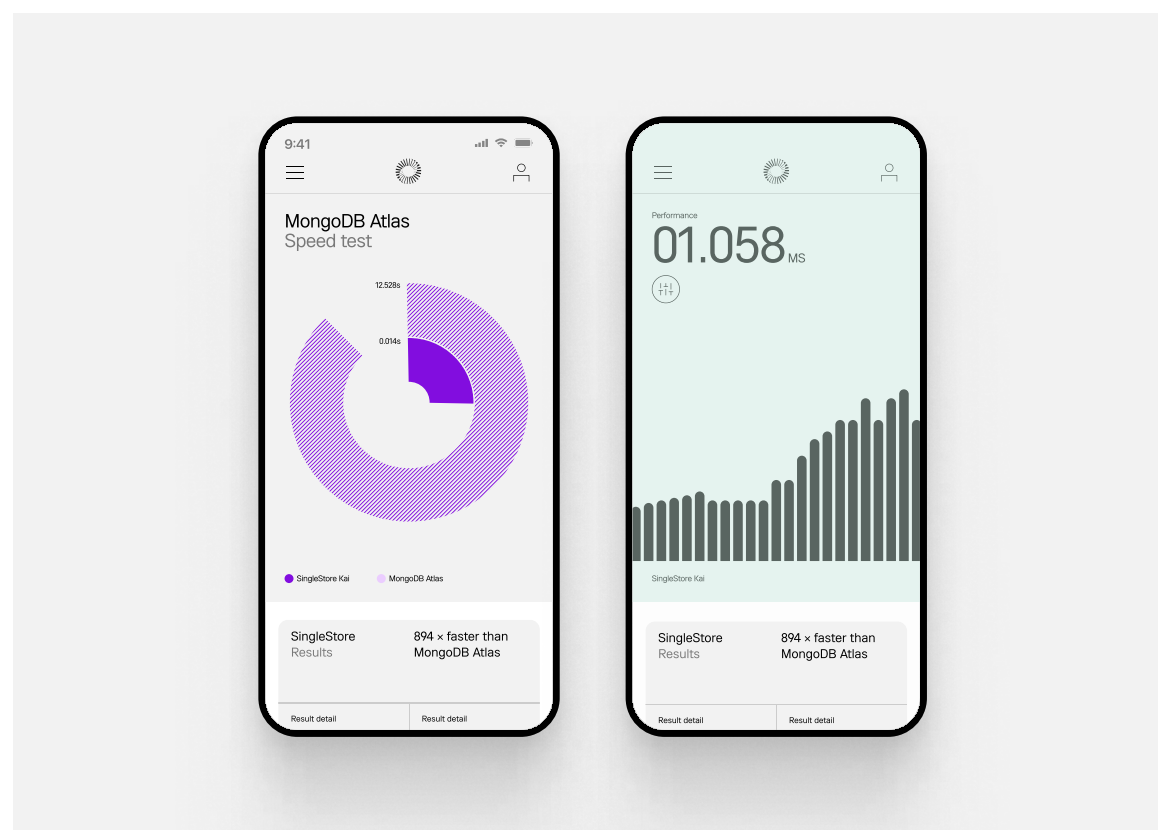 9:41
MongoDB Atlas
Speed test
12.528s
0.014s
SingleStore Kai
MongoDB Atlas
SingleStore
Results
894 × faster than
MongoDB Atlas
Result detail
Result detail
Performance
01.058 MS
SingleStore Kai
SingleStore
Results
894 × faster than
MongoDB Atlas
Result detail
Result detail